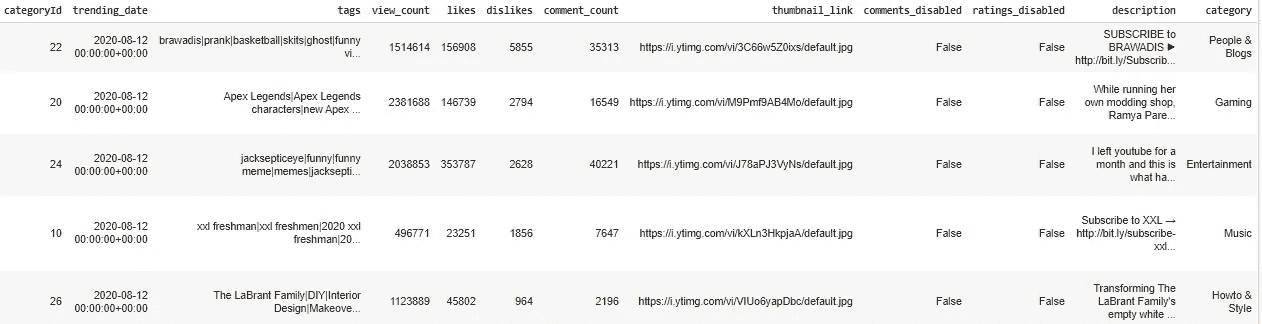 categoryId trending_date tags view_count likes dislikes comment_count thumbnail_link comments_disabled ratings_disabled description category
22 2020-08-12 00:00:00+00:00 brawadis|prank|basketball|skits|ghost|funny vi... 1514614 156908 5855 35313 https://i.ytimg.com/vi/3C66w5Z0ixs/default.jpg False False SUBSCRIBE to BRAWADIS ▶ http://bit.ly/Subscrib... People & Blogs
20 2020-08-12 00:00:00+00:00 Apex Legends|Apex Legends characters|new Apex ... 2381688 146739 2794 16549 https://i.ytimg.com/vi/M9Pmf9AB4Mo/default.jpg False False While running her own modding shop, Ramya Pare... Gaming
24 2020-08-12 00:00:00+00:00 jacksepticeye|funny|funny meme|memes|jacksepti... 2038853 353787 2628 40221 https://i.ytimg.com/vi/J78aPJ3VyNs/default.jpg False False I left youtube for a month and this is what ha... Entertainment
10 2020-08-12 00:00:00+00:00 xxl freshman|xxl freshmen|2020 xxl freshman|20... 496771 23251 1856 7647 https://i.ytimg.com/vi/kXLn3HkpjaA/default.jpg False False Subscribe to XXL → http://bit.ly/subscribe-xxl... Music
26 2020-08-12 00:00:00+00:00 The LaBrant Family|DIY|Interior Design|Makeove... 1123889 45802 964 2196 https://i.ytimg.com/vi/VIUo6yapDbc/default.jpg False False Transforming The LaBrant Family's empty white ... Howto & Style